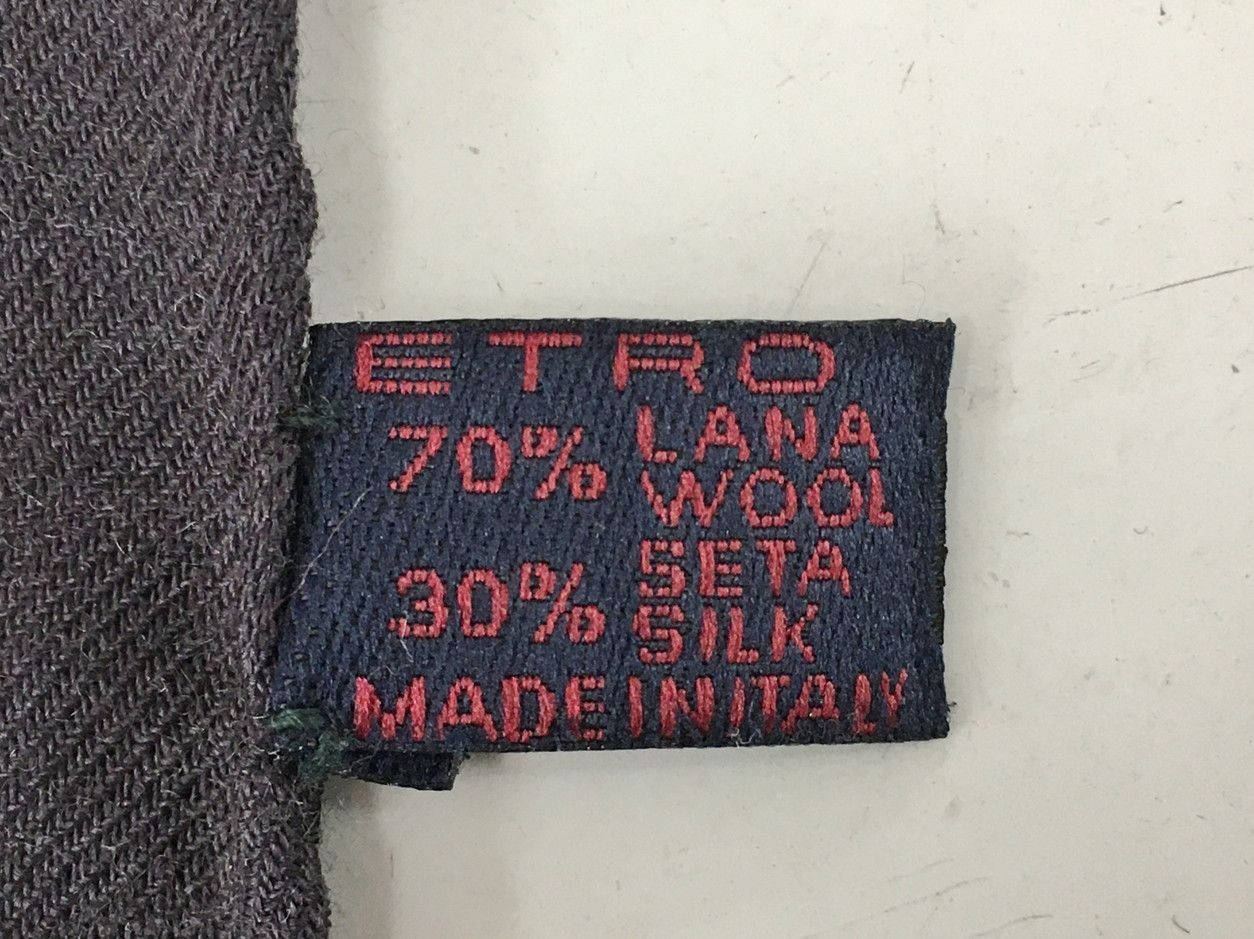 ETRO
70% LANA
WOOL
30% SETA
SILK
MADE IN ITALY